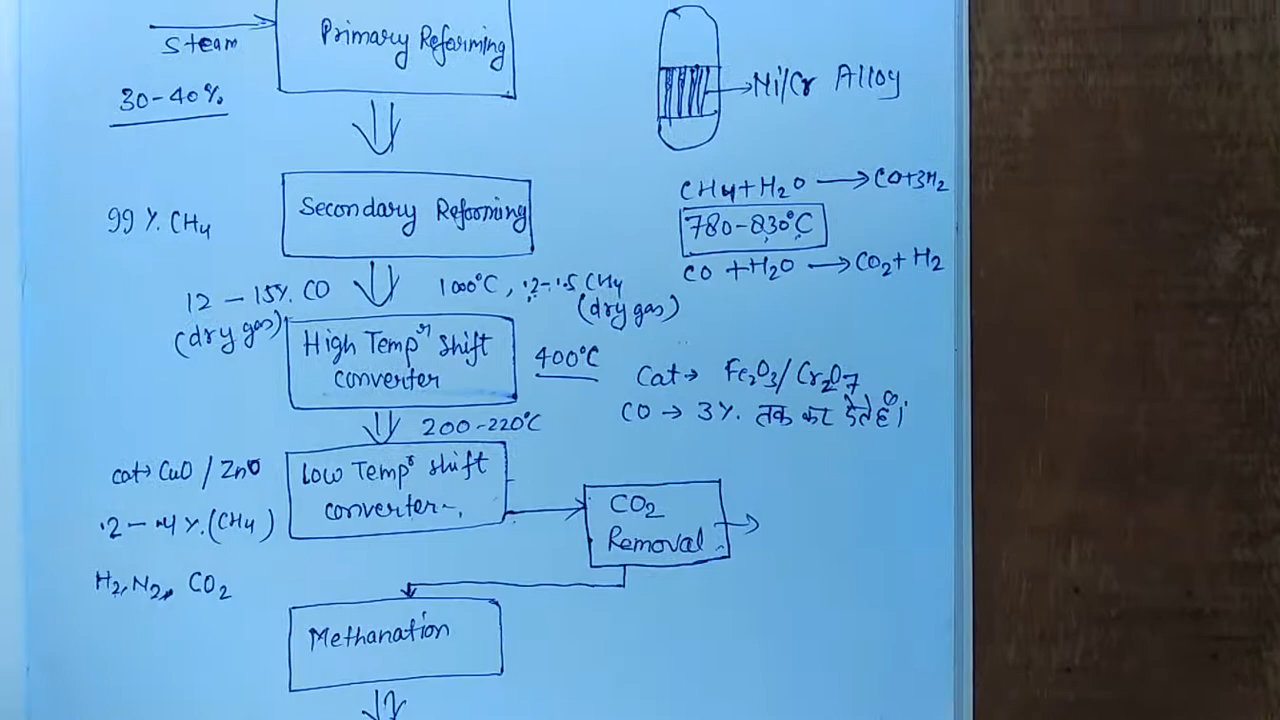 Steam
Primary Reforming
30-40%
Ni/Cr Alloy
Secondary Reforming
99 %. CH4
CH4+H2O → CO+3H2
780-830°C
CO + H2O → CO2 + H2
12 – 15%. CO
(dry gas)
1000°C, .2-.5 CH4
(dry gas)
High Tempr shift
converter
400°C
Cat→ Fe2O3/Cr2O7
CO → 3%. तक कर देते हैं।
200-220°C
Low Tempr shift
converter
cat→ CuO / ZnO
.2 – .4 %.(CH4)
H2, N2, CO2
CO2
Removal
Methanation